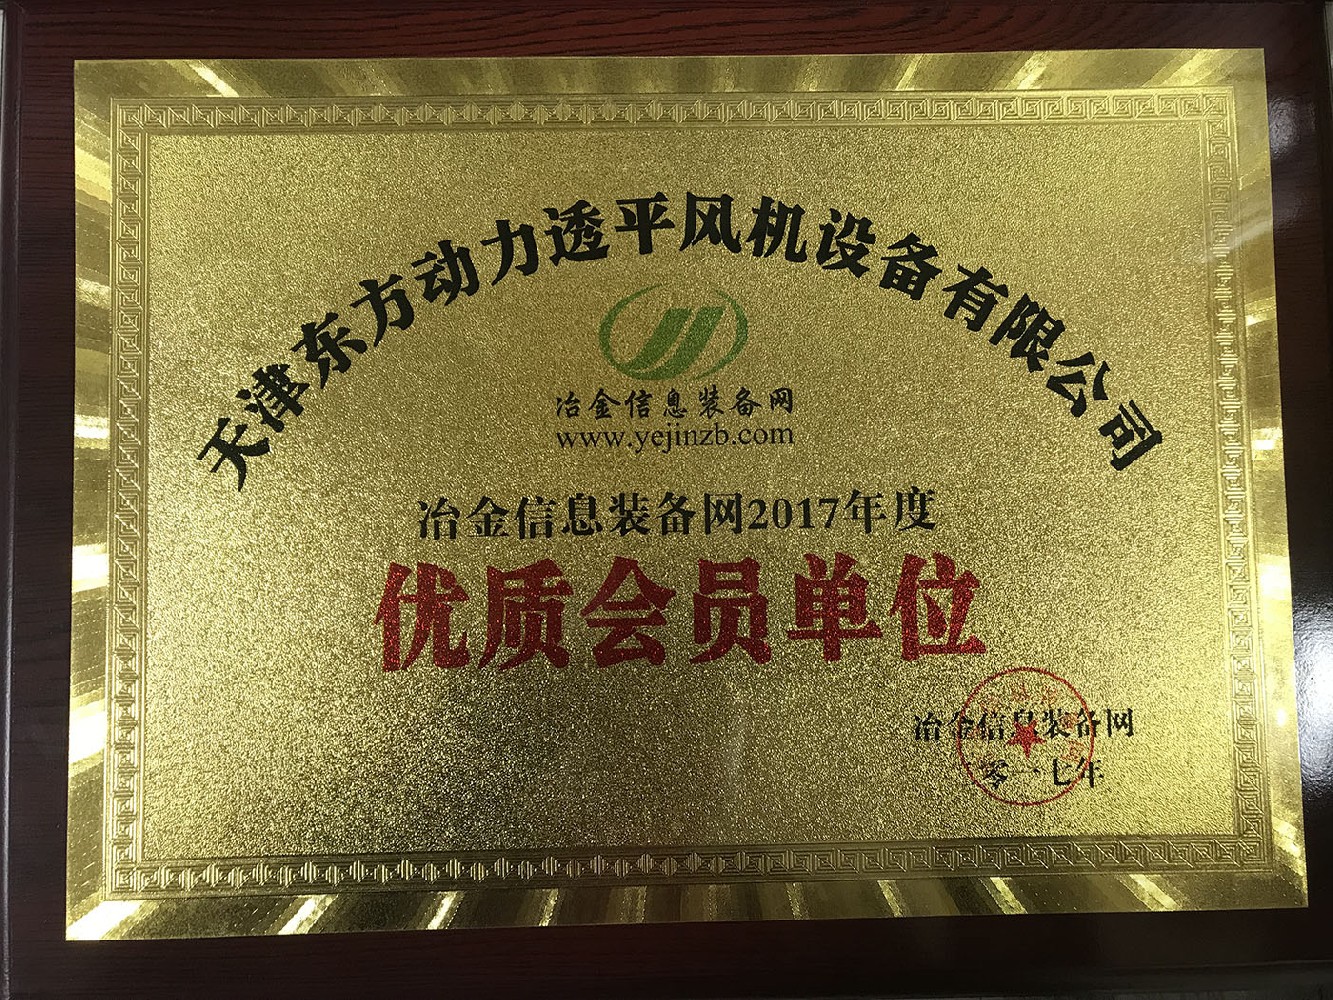 天津东方动力透平风机设备有限公司
冶金信息装备网
www.yejinzb.com
冶金信息装备网2017年度
优质会员单位
冶金信息装备网
二零一七年